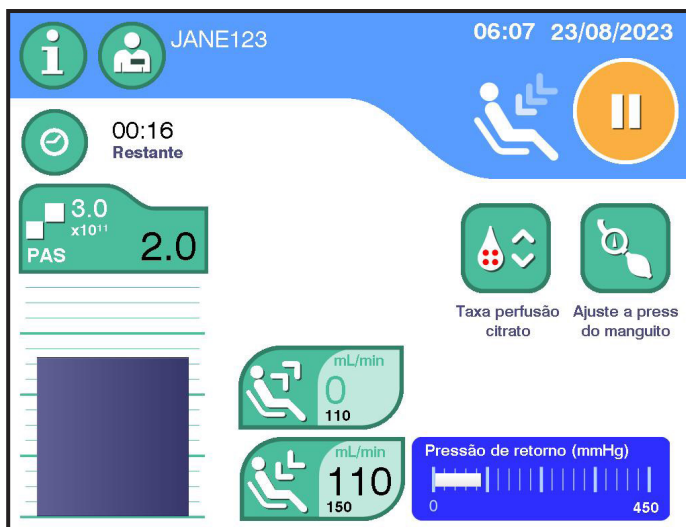 JANE123
06:07 23/08/2023
00:16
Restante
3.0
x10¹¹
PAS
2.0
Taxa perfusão
citrato
Ajuste a press
do manguito
mL/min
0
110
mL/min
110
150
Pressão de retorno (mmHg)
0 450